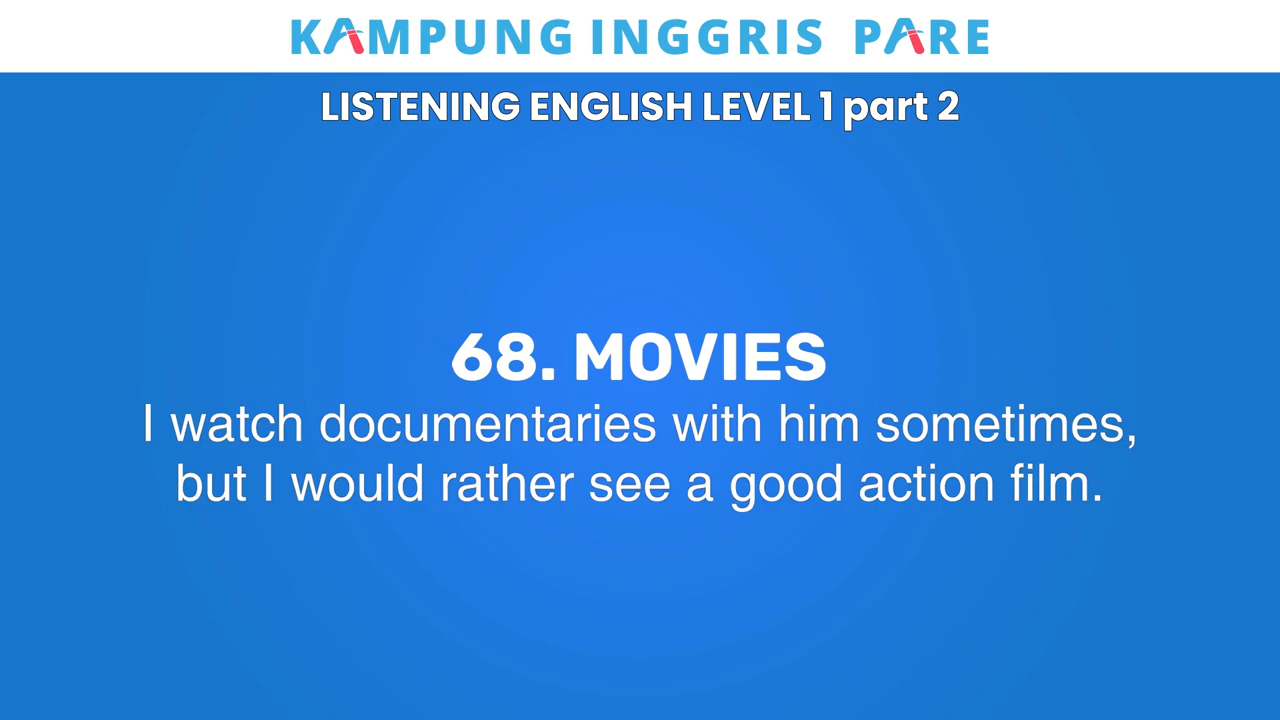 KAMPUNG INGGRIS PARE
LISTENING ENGLISH LEVEL 1 part 2
68. MOVIES
I watch documentaries with him sometimes,
but I would rather see a good action film.